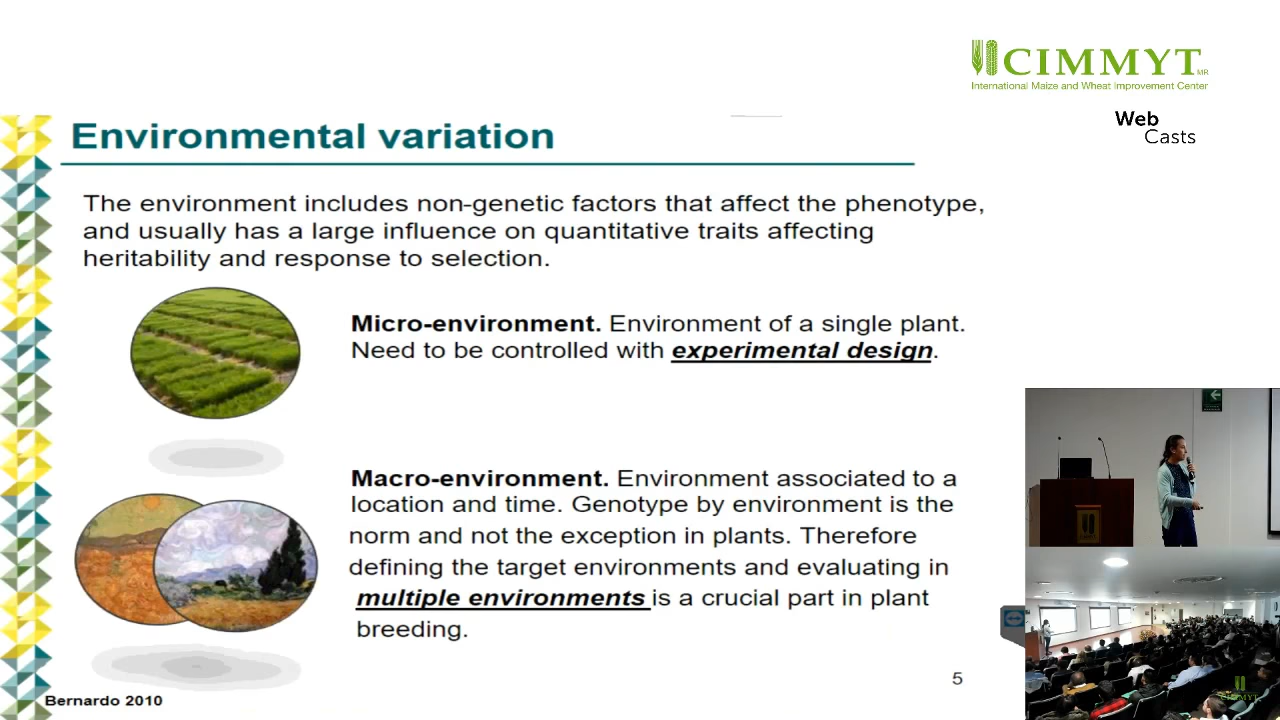 CIMMYT MR
International Maize and Wheat Improvement Center
Web
Casts
Environmental variation
The environment includes non-genetic factors that affect the phenotype,
and usually has a large influence on quantitative traits affecting
heritability and response to selection.
Micro-environment. Environment of a single plant.
Need to be controlled with experimental design.
Macro-environment. Environment associated to a
location and time. Genotype by environment is the
norm and not the exception in plants. Therefore
defining the target environments and evaluating in
multiple environments is a crucial part in plant
breeding.
5
Bernardo 2010
CIMMYT